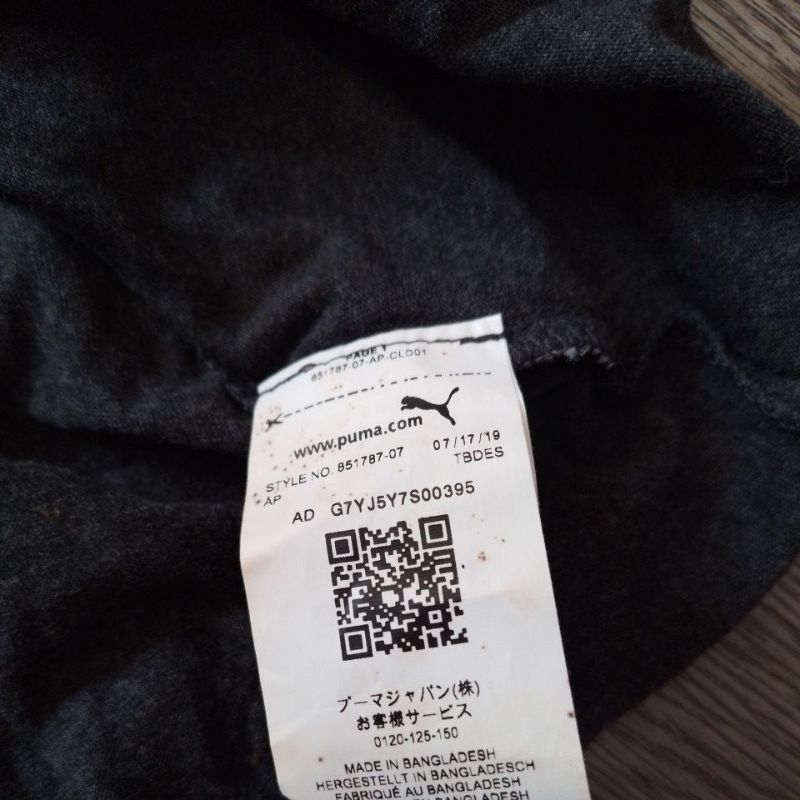 PAGE 1
851787-07-AP-CLD01
www.puma.com
STYLE NO. 851787-07 07/17/19
AP TBDES
AD G7YJ5Y7S00395
プーマジャパン(株)
お客様サービス
0120-125-150
MADE IN BANGLADESH
HERGESTELLT IN BANGLADESCH
FABRIQUÉ AU BANGLADESH
EN BANGLADESH